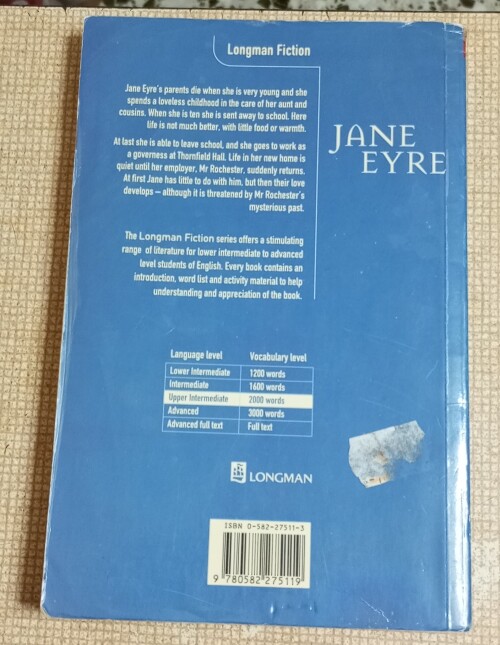 Longman Fiction
Jane Eyre's parents die when she is very young and she
spends a loveless childhood in the care of her aunt and
cousins. When she is ten she is sent away to school. Here
life is not much better, with little food or warmth.
At last she is able to leave school, and she goes to work as
a governess at Thornfield Hall. Life in her new home is
quiet until her employer, Mr Rochester, suddenly returns.
At first Jane has little to do with him, but then their love
develops – although it is threatened by Mr Rochester's
mysterious past.
JANE
EYRE
The Longman Fiction series offers a stimulating
range of literature for lower intermediate to advanced
level students of English. Every book contains an
introduction, word list and activity material to help
understanding and appreciation of the book.
Language level Vocabulary level
Lower Intermediate 1200 words
Intermediate 1600 words
Upper Intermediate 2000 words
Advanced 3000 words
Advanced full text Full text
LONGMAN
ISBN 0-582-27511-3
9 780582 275119